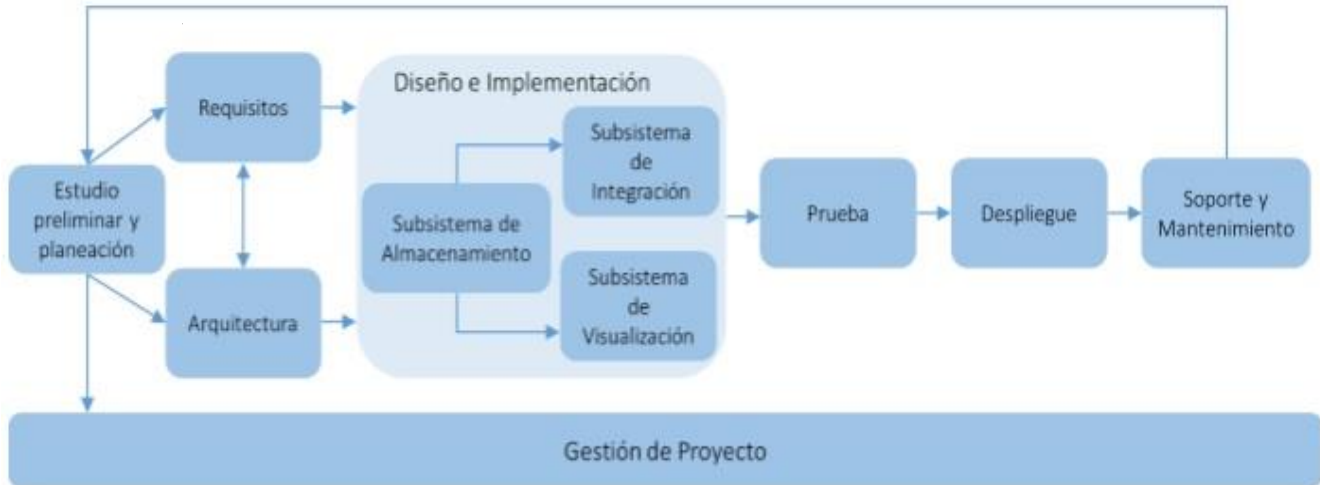 Requisitos
Diseño e Implementación
Estudio
preliminar y
planeación
Arquitectura
Subsistema de
Almacenamiento
Subsistema
de
Integración
Subsistema
de
Visualización
Prueba
Despliegue
Soporte y
Mantenimiento
Gestión de Proyecto